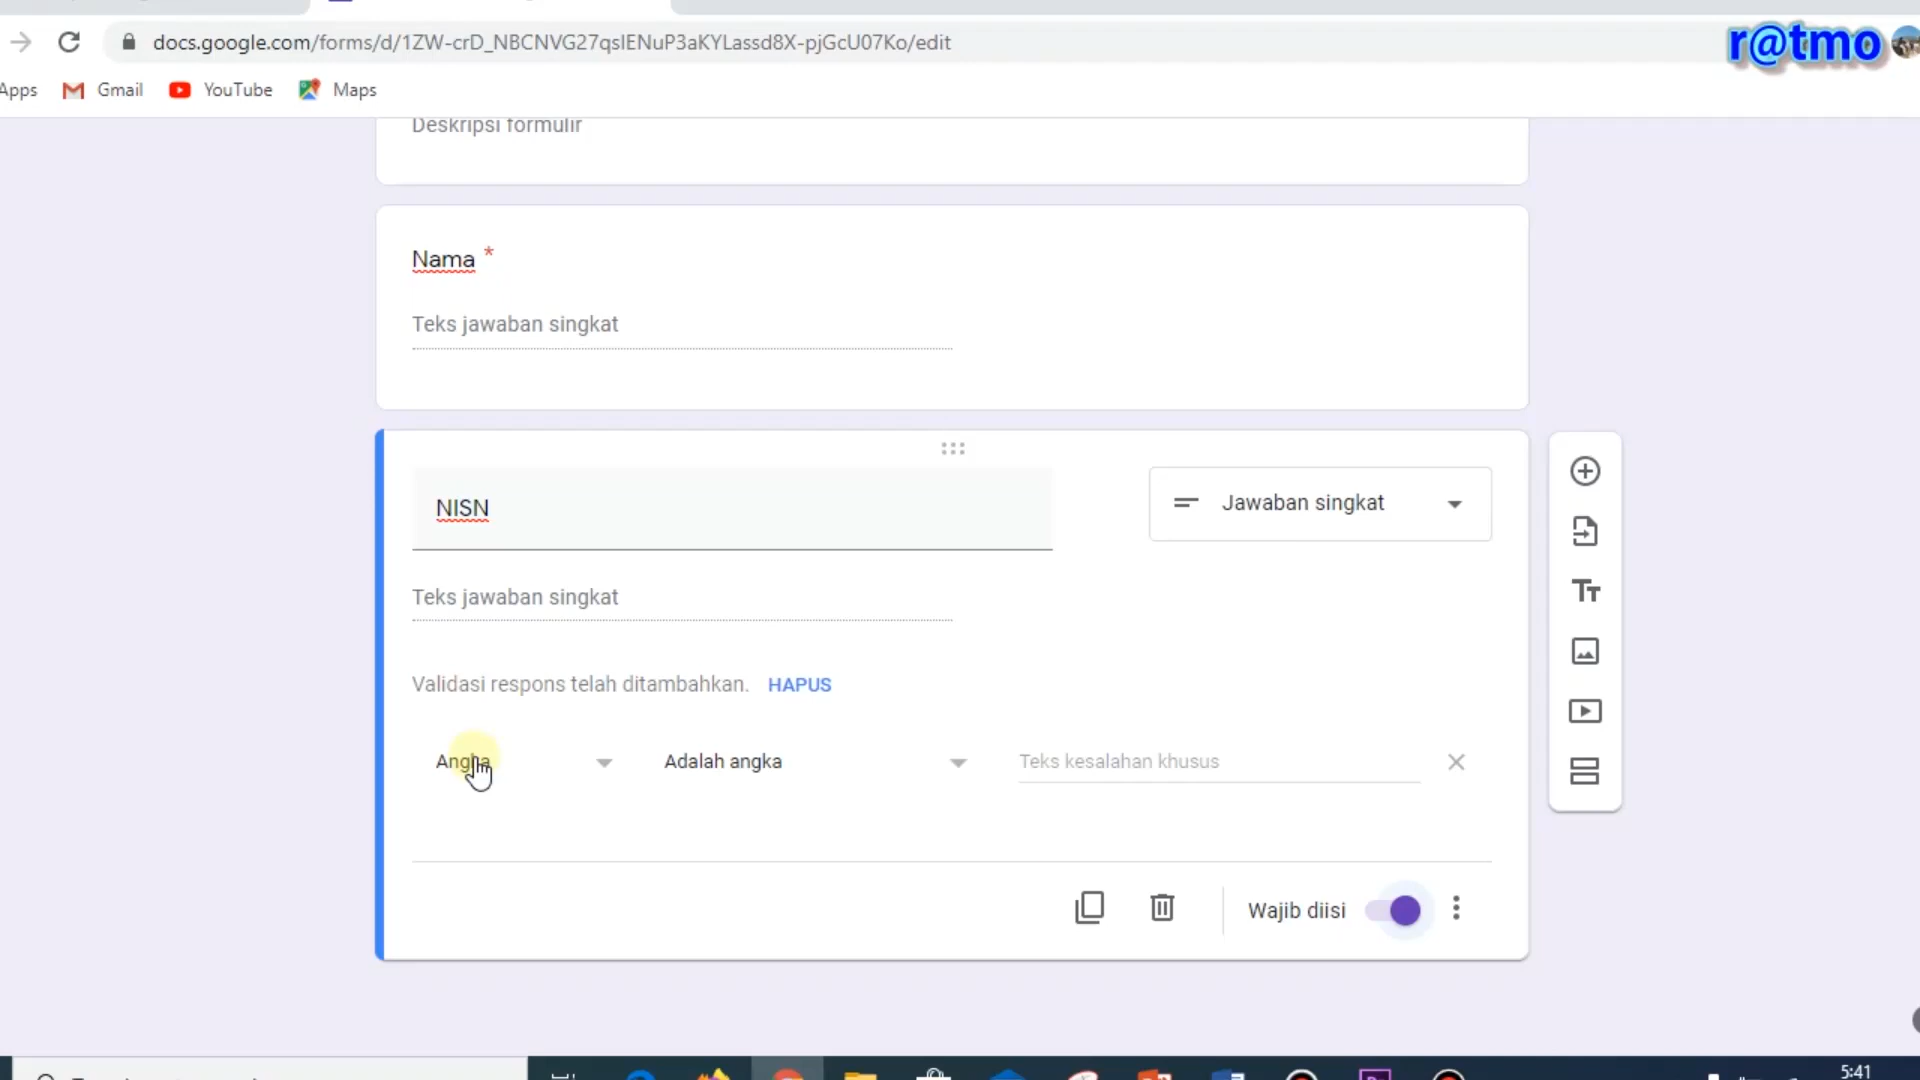 docs.google.com/forms/d/1ZW-crD_NBCNVG27qslENuP3aKYLassd8X-pjGcU07Ko/edit
r@tmo
Apps
Gmail
YouTube
Maps
Deskripsi formulir
Nama *
Teks jawaban singkat
NISN
Jawaban singkat
Teks jawaban singkat
Validasi respons telah ditambahkan. HAPUS
Angka
Adalah angka
Teks kesalahan khusus
Wajib diisi
5:41